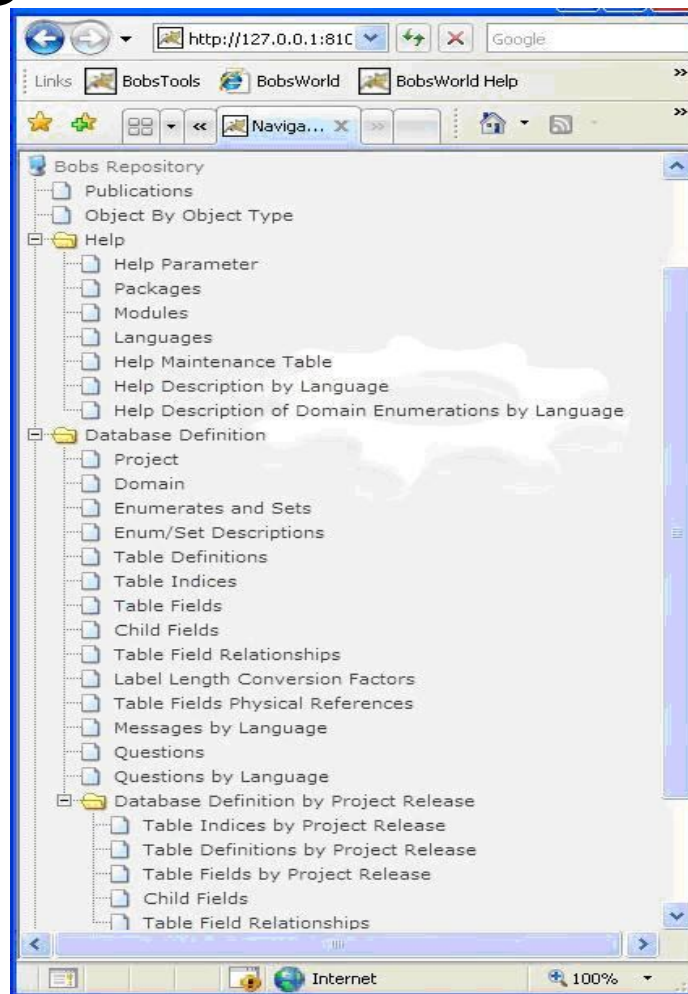 http://127.0.0.1:810
Google
Links BobsTools BobsWorld BobsWorld Help »
« Naviga... »
Bobs Repository
Publications
Object By Object Type
Help
Help Parameter
Packages
Modules
Languages
Help Maintenance Table
Help Description by Language
Help Description of Domain Enumerations by Language
Database Definition
Project
Domain
Enumerates and Sets
Enum/Set Descriptions
Table Definitions
Table Indices
Table Fields
Child Fields
Table Field Relationships
Label Length Conversion Factors
Table Fields Physical References
Messages by Language
Questions
Questions by Language
Database Definition by Project Release
Table Indices by Project Release
Table Definitions by Project Release
Table Fields by Project Release
Child Fields
Table Field Relationships
Internet 100%